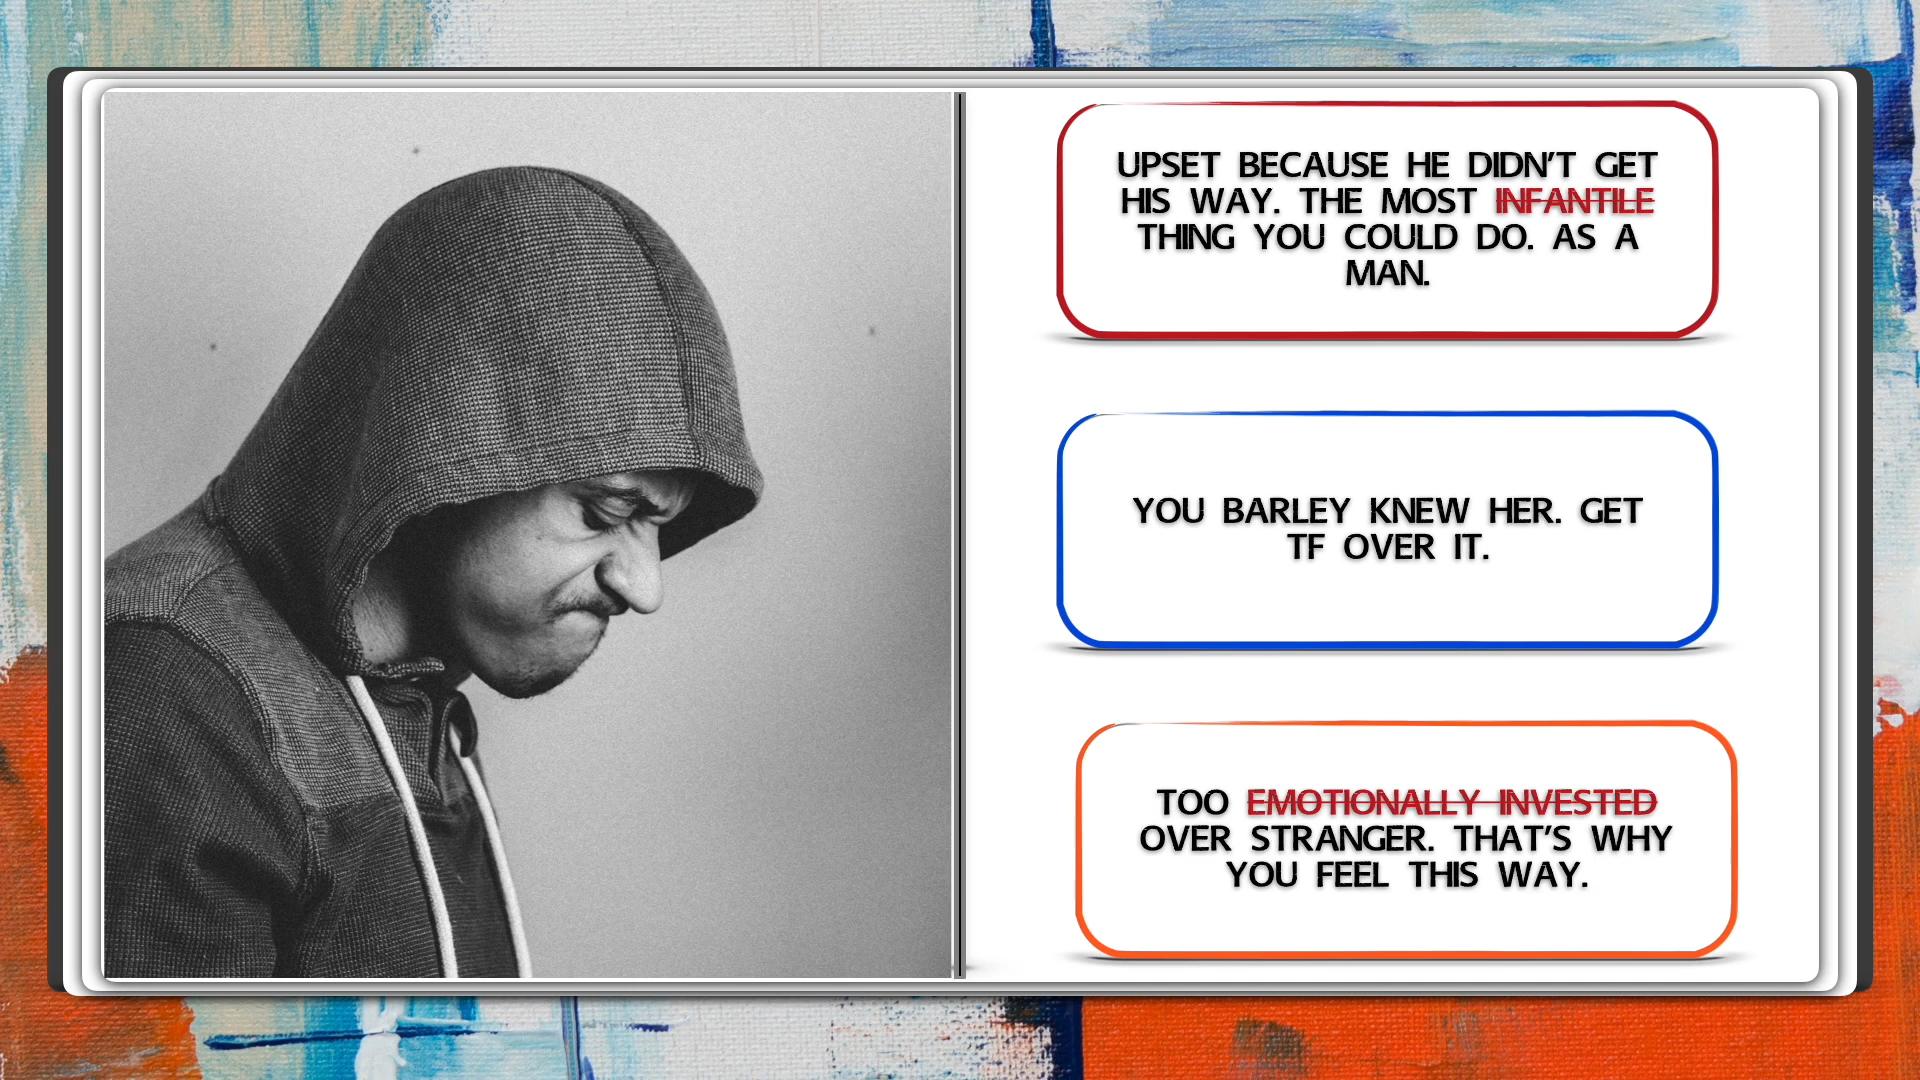 UPSET BECAUSE HE DIDN’T GET
HIS WAY. THE MOST INFANTILE
THING YOU COULD DO. AS A
MAN.
YOU BARLEY KNEW HER. GET
TF OVER IT.
TOO EMOTIONALLY INVESTED
OVER STRANGER. THAT’S WHY
YOU FEEL THIS WAY.